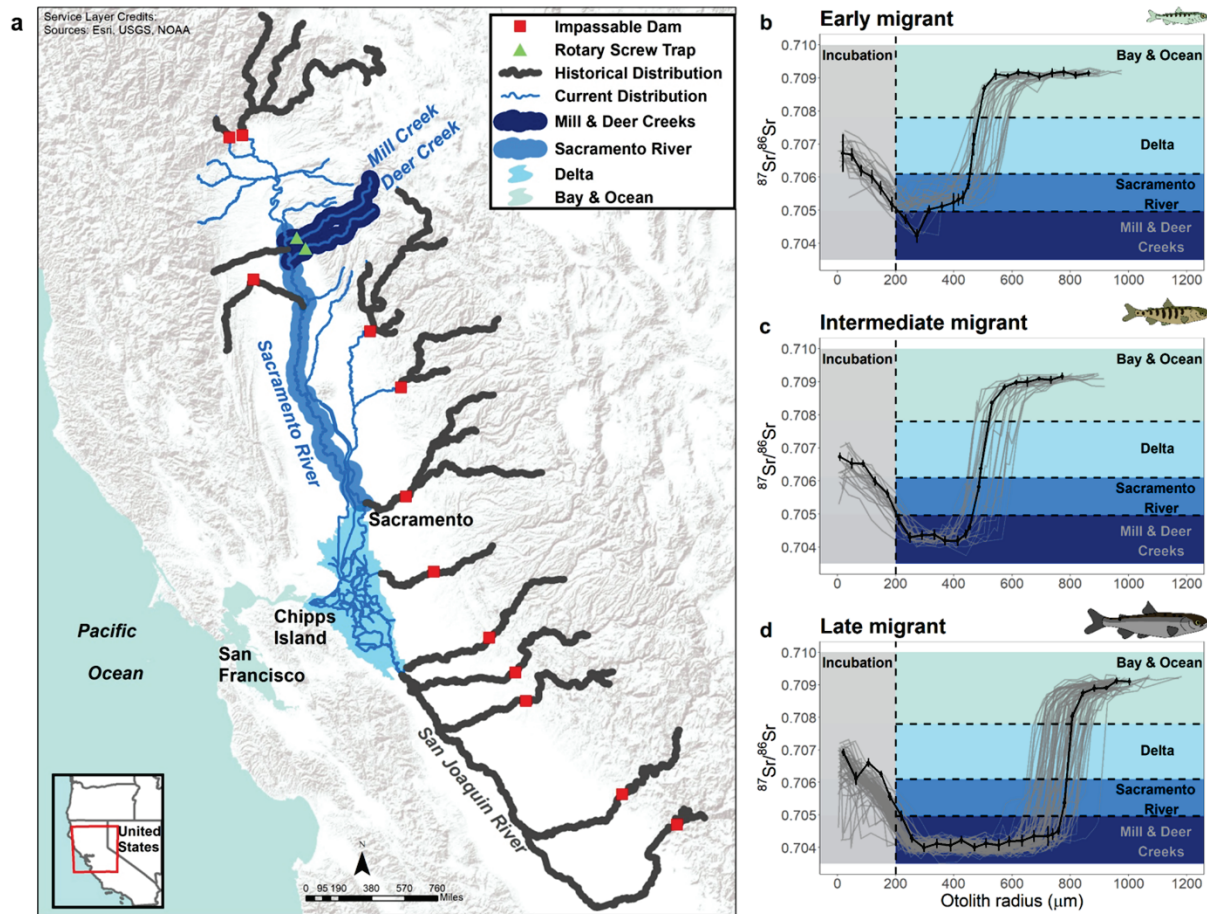 a
Service Layer Credits:
Sources: Esri, USGS, NOAA
Impassable Dam
Rotary Screw Trap
Historical Distribution
Current Distribution
Mill & Deer Creeks
Sacramento River
Delta
Bay & Ocean
Mill Creek
Deer Creek
Sacramento River
Sacramento
Chipps
Island
Pacific
Ocean
San
Francisco
San Joaquin River
United
States
N
0 95 190 380 570 760
Miles
b Early migrant
Incubation
Bay & Ocean
Delta
Sacramento
River
Mill & Deer
Creeks
87Sr/86Sr
0.710
0.709
0.708
0.707
0.706
0.705
0.704
0 200 400 600 800 1000 1200
c Intermediate migrant
Incubation
Bay & Ocean
Delta
Sacramento
River
Mill & Deer
Creeks
87Sr/86Sr
0.710
0.709
0.708
0.707
0.706
0.705
0.704
0 200 400 600 800 1000 1200
d Late migrant
Incubation
Bay & Ocean
Delta
Sacramento
River
Mill & Deer
Creeks
87Sr/86Sr
0.710
0.709
0.708
0.707
0.706
0.705
0.704
0 200 400 600 800 1000 1200
Otolith radius (μm)